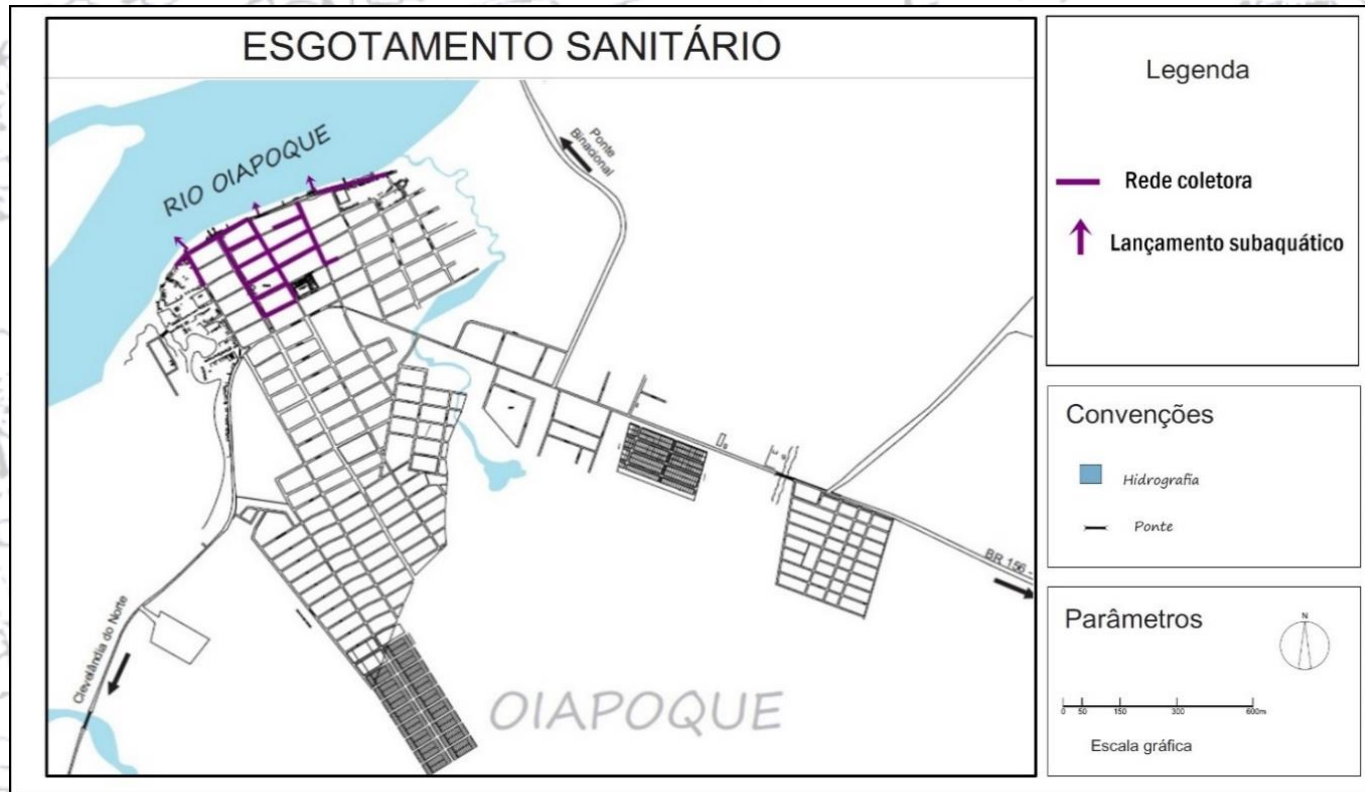 ESGOTAMENTO SANITÁRIO
RIO OIAPOQUE
Ponte
Binacional
BR 156 -
Clevelândia do Norte
OIAPOQUE
Legenda
Rede coletora
Lançamento subaquático
Convenções
Hidrografia
Ponte
Parâmetros
N
0 50 150 300 600m
Escala gráfica